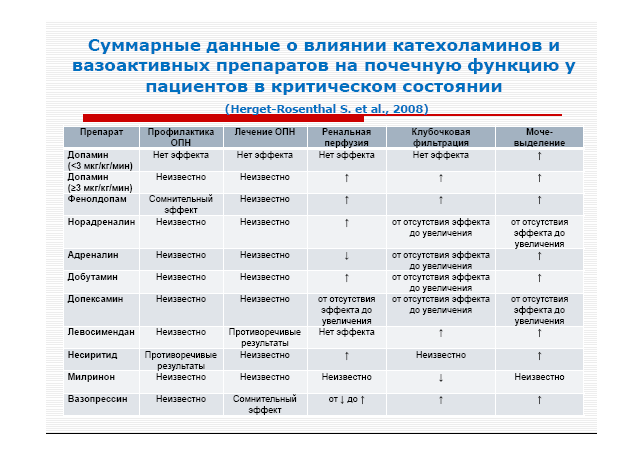 Суммарные данные о влиянии катехоламинов и
вазоактивных препаратов на почечную функцию у
пациентов в критическом состоянии
(Herget-Rosenthal S. et al., 2008)
Препарат Профилактика ОПН Лечение ОПН Ренальная перфузия Клубочковая фильтрация Моче-выделение
Допамин (<3 мкг/кг/мин) Нет эффекта Нет эффекта Нет эффекта Нет эффекта ↑
Допамин (≥3 мкг/кг/мин) Неизвестно Неизвестно ↑ ↑ ↑
Фенолдопам Сомнительный эффект Неизвестно ↑ ↑ ↑
Норадреналин Неизвестно Неизвестно ↑ от отсутствия эффекта до увеличения от отсутствия эффекта до увеличения
Адреналин Неизвестно Неизвестно ↓ от отсутствия эффекта до увеличения ↑
Добутамин Неизвестно Неизвестно ↑ от отсутствия эффекта до увеличения ↑
Допексамин Неизвестно Неизвестно от отсутствия эффекта до увеличения от отсутствия эффекта до увеличения от отсутствия эффекта до увеличения
Левосимендан Неизвестно Противоречивые результаты Нет эффекта ↑ ↑
Несиритид Противоречивые результаты Неизвестно ↑ Неизвестно ↑
Милринон Неизвестно Неизвестно Неизвестно ↓ Неизвестно
Вазопрессин Неизвестно Сомнительный эффект от ↓ до ↑ ↑ ↑